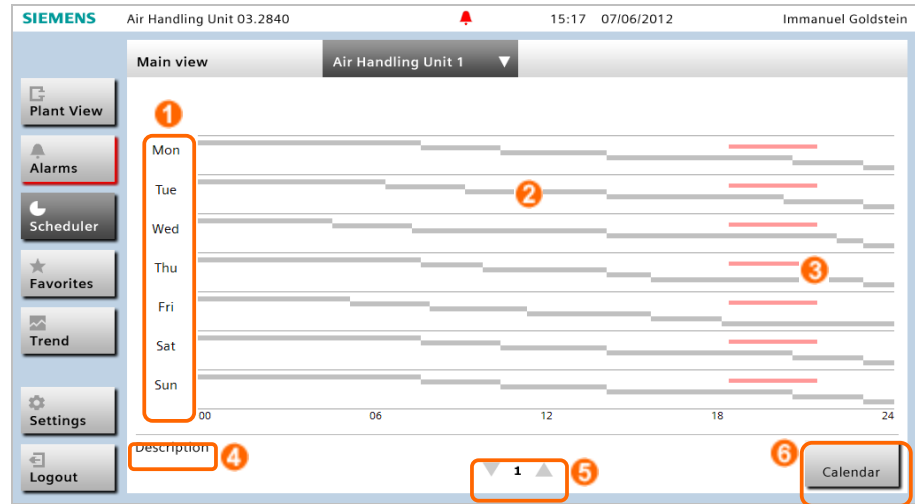 SIEMENS Air Handling Unit 03.2840 15:17 07/06/2012 Immanuel Goldstein
Main view Air Handling Unit 1
Plant View
Alarms
Scheduler
Favorites
Trend
Settings
Logout
1
Mon
Tue
2
Wed
Thu
3
Fri
Sat
Sun
00 06 12 18 24
Description
4
1
5
6
Calendar